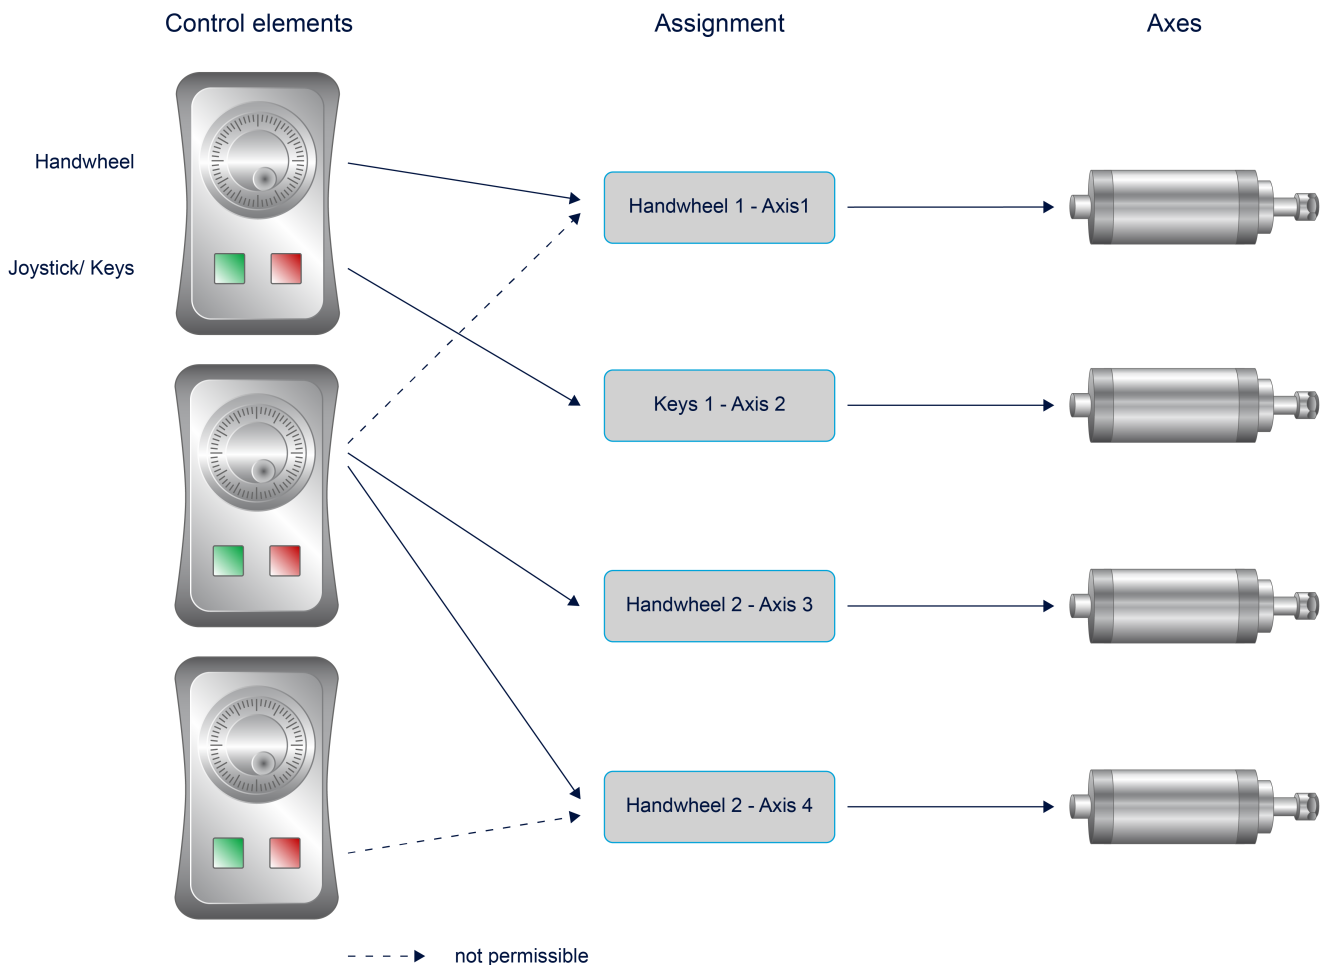 Control elements
Assignment
Axes
Handwheel
Handwheel 1 - Axis1
Joystick/ Keys
Keys 1 - Axis 2
Handwheel 2 - Axis 3
Handwheel 2 - Axis 4
not permissible